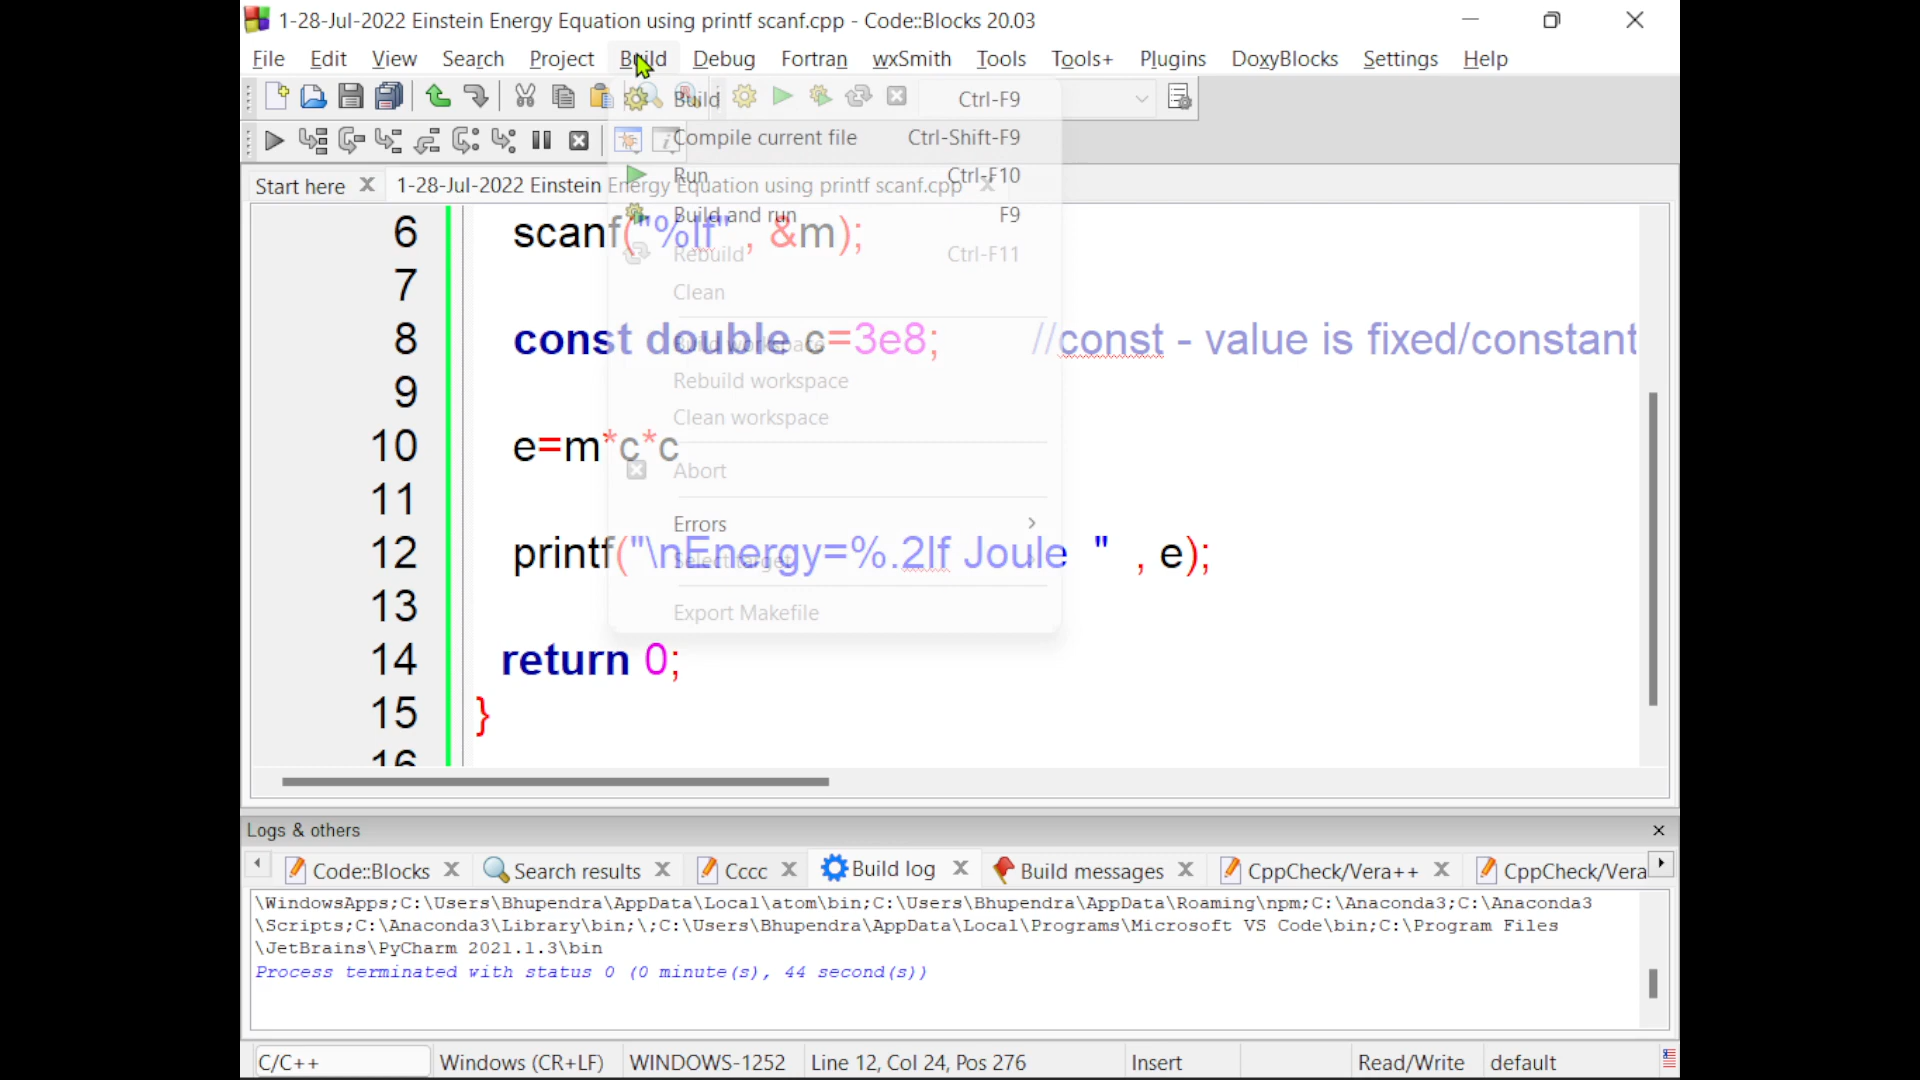 1-28-Jul-2022 Einstein Energy Equation using printf scanf.cpp - Code::Blocks 20.03
File Edit View Search Project Build Debug Fortran wxSmith Tools Tools+ Plugins DoxyBlocks Settings Help
Build Ctrl-F9
Compile current file Ctrl-Shift-F9
Run Ctrl-F10
Build and run F9
Rebuild Ctrl-F11
Clean
Build workspace
Rebuild workspace
Clean workspace
Abort
Errors
Select target
Export Makefile
Start here 1-28-Jul-2022 Einstein Energy Equation using printf scanf.cpp
6 scanf("%lf" , &m);
7
8 const double c=3e8; //const - value is fixed/constant
9
10 e=m*c*c
11
12 printf("\nEnergy=%.2lf Joule " , e);
13
14 return 0;
15 }
16
Logs & others
Code::Blocks Search results Cccc Build log Build messages CppCheck/Vera++ CppCheck/Vera
\WindowsApps;C:\Users\Bhupendra\AppData\Local\atom\bin;C:\Users\Bhupendra\AppData\Roaming\npm;C:\Anaconda3;C:\Anaconda3
\Scripts;C:\Anaconda3\Library\bin;\;C:\Users\Bhupendra\AppData\Local\Programs\Microsoft VS Code\bin;C:\Program Files
\JetBrains\PyCharm 2021.1.3\bin
Process terminated with status 0 (0 minute(s), 44 second(s))
C/C++ Windows (CR+LF) WINDOWS-1252 Line 12, Col 24, Pos 276 Insert Read/Write default